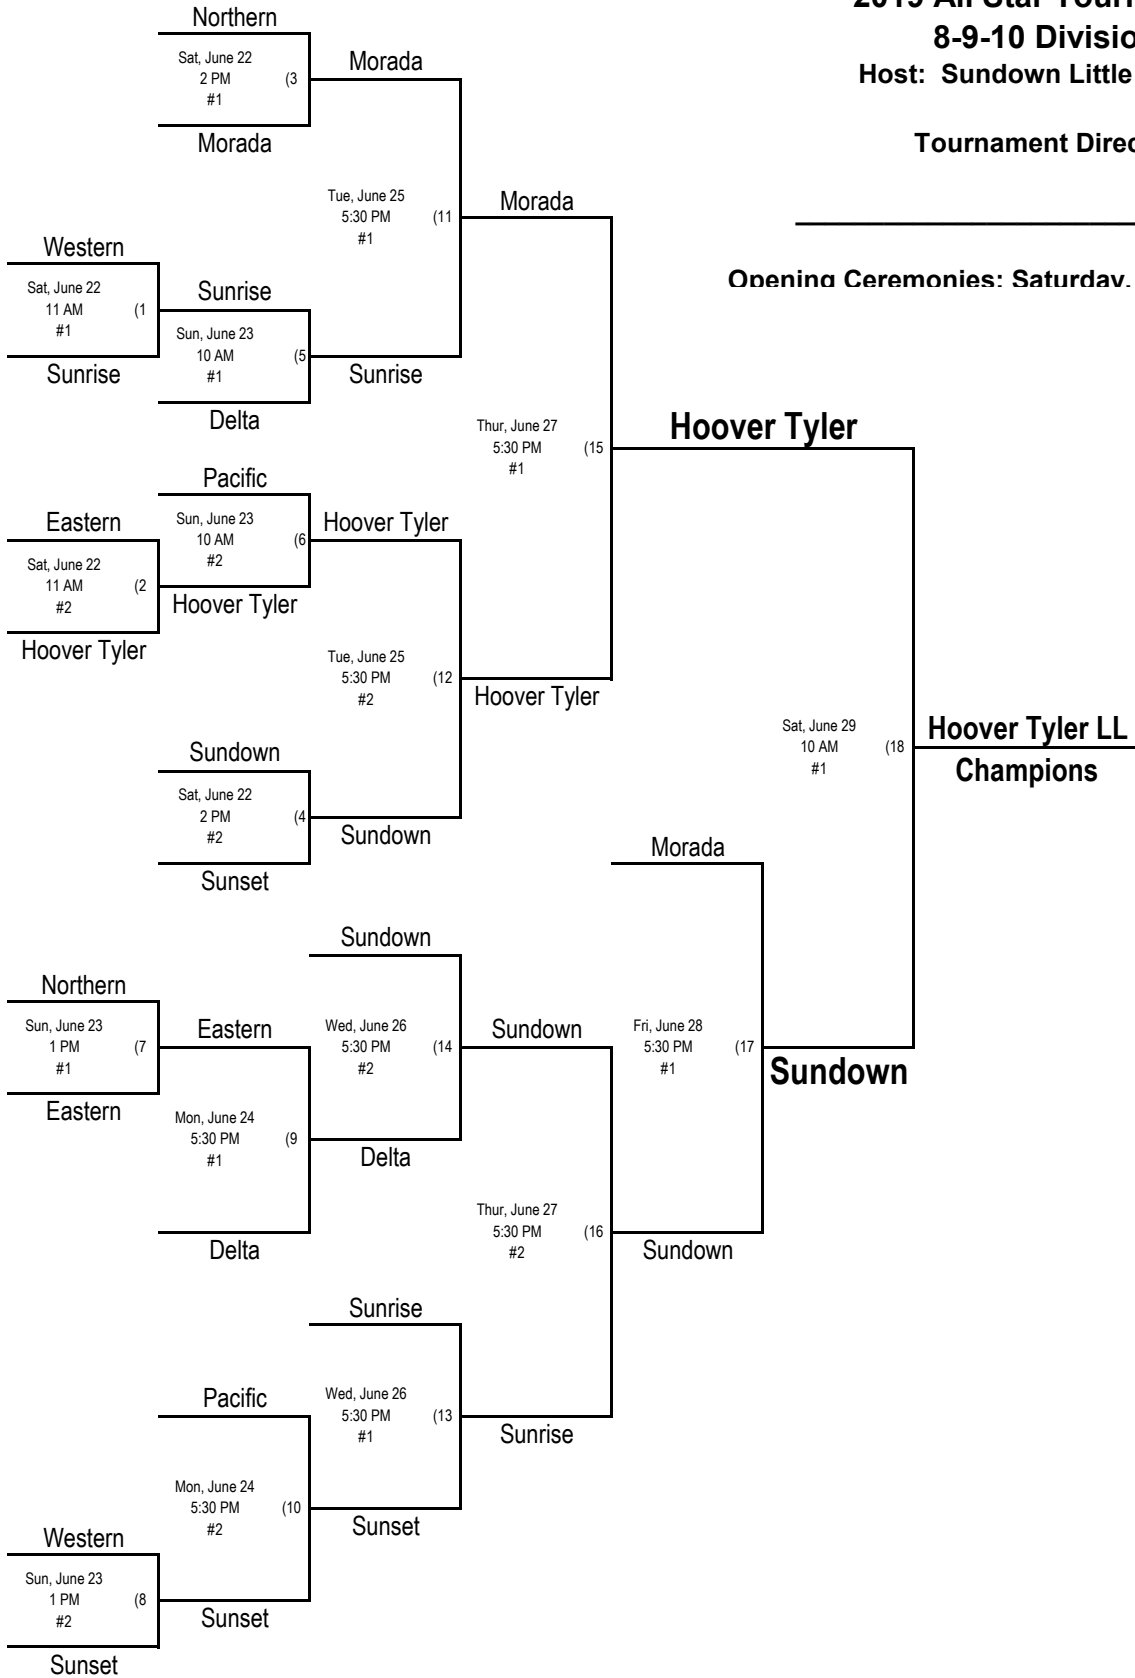 2019 All Star Tourn
8-9-10 Divisio
Host: Sundown Little
Tournament Direc
Opening Ceremonies: Saturday,
Northern
Sat, June 22
2 PM (3
#1
Morada
Morada
Tue, June 25
5:30 PM (11
#1
Morada
Western
Sat, June 22
11 AM (1
#1
Sunrise
Sunrise
Sun, June 23
10 AM (5
#1
Delta
Sunrise
Thur, June 27
5:30 PM (15
#1
Hoover Tyler
Pacific
Eastern
Sat, June 22
11 AM (2
#2
Hoover Tyler
Sun, June 23
10 AM (6
#2
Hoover Tyler
Hoover Tyler
Tue, June 25
5:30 PM (12
#2
Hoover Tyler
Sundown
Sat, June 22
2 PM (4
#2
Sunset
Sundown
Sat, June 29
10 AM (18
#1
Hoover Tyler LL
Champions
Morada
Sundown
Northern
Sun, June 23
1 PM (7
#1
Eastern
Eastern
Mon, June 24
5:30 PM (9
#1
Delta
Wed, June 26
5:30 PM (14
#2
Delta
Sundown
Fri, June 28
5:30 PM (17
#1
Sundown
Thur, June 27
5:30 PM (16
#2
Sundown
Sunrise
Pacific
Wed, June 26
5:30 PM (13
#1
Sunrise
Mon, June 24
5:30 PM (10
#2
Sunset
Western
Sun, June 23
1 PM (8
#2
Sunset
Sunset